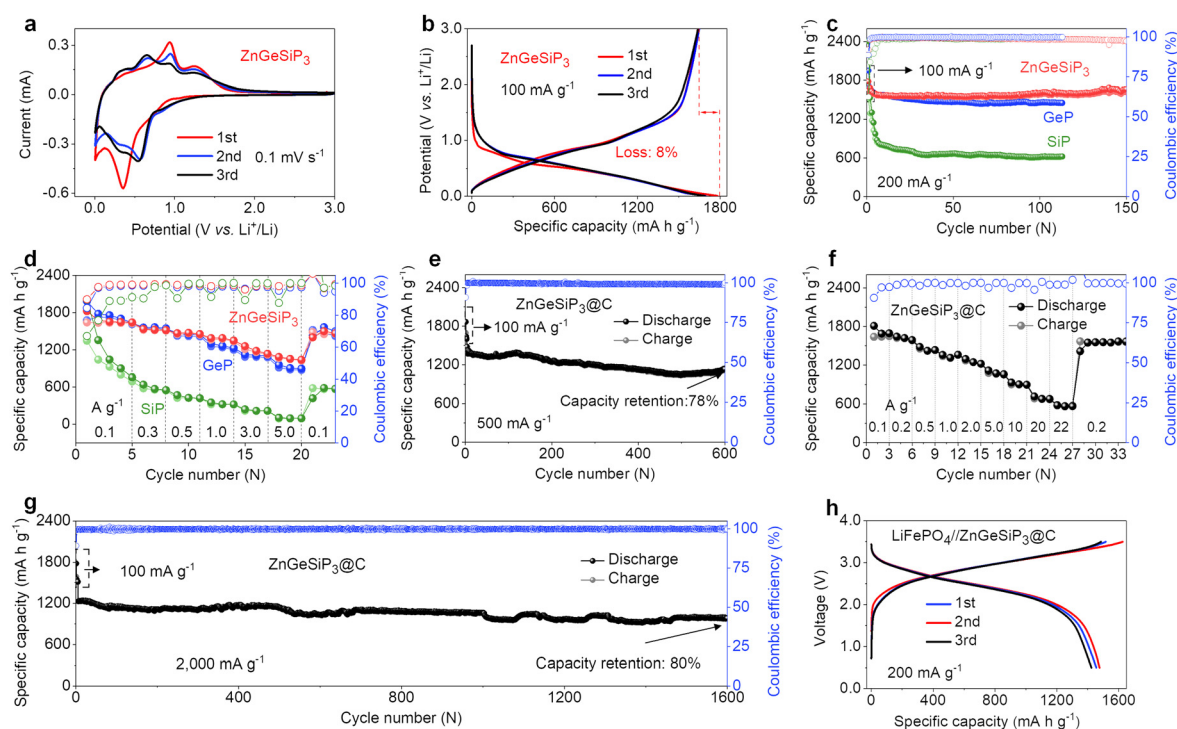 a
0.3
0.0
-0.3
-0.6
Current (mA)
ZnGeSiP₃
1st
2nd
3rd
0.1 mV s⁻¹
0.0 1.0 2.0 3.0
Potential (V vs. Li⁺/Li)
b
3.0
2.0
1.0
0.0
Potential (V vs. Li⁺/Li)
ZnGeSiP₃
100 mA g⁻¹
1st
2nd
3rd
Loss: 8%
0 600 1200 1800
Specific capacity (mA h g⁻¹)
c
2400
1800
1200
600
0
Specific capacity (mA h g⁻¹)
100 mA g⁻¹
ZnGeSiP₃
GeP
SiP
200 mA g⁻¹
100
75
50
25
0
Coulombic efficiency (%)
0 50 100 150
Cycle number (N)
d
2400
1800
1200
600
0
Specific capacity (mA h g⁻¹)
ZnGeSiP₃
GeP
A g⁻¹
SiP
0.1 0.3 0.5 1.0 3.0 5.0 0.1
100
80
60
40
20
0
Coulombic efficiency (%)
0 5 10 15 20
Cycle number (N)
e
2400
1800
1200
600
0
Specific capacity (mA h g⁻¹)
ZnGeSiP₃@C
100 mA g⁻¹
Discharge
Charge
Capacity retention:78%
500 mA g⁻¹
100
80
60
40
20
0
Coulombic efficiency (%)
0 200 400 600
Cycle number (N)
f
2400
1800
1200
600
0
Specific capacity (mA h g⁻¹)
ZnGeSiP₃@C
Discharge
Charge
A g⁻¹
0.1 0.2 0.5 1.0 2.0 5.0 10 20 22 0.2
100
80
60
40
20
0
Coulombic efficiency (%)
0 3 6 9 12 15 18 21 24 27 30 33
Cycle number (N)
g
2400
1800
1200
600
0
Specific capacity (mA h g⁻¹)
100 mA g⁻¹
ZnGeSiP₃@C
Discharge
Charge
2,000 mA g⁻¹
Capacity retention: 80%
100
80
60
40
20
0
Coulombic efficiency (%)
0 400 800 1200 1600
Cycle number (N)
h
4.0
3.0
2.0
1.0
0.0
Voltage (V)
LiFePO₄//ZnGeSiP₃@C
1st
2nd
3rd
200 mA g⁻¹
0 400 800 1200 1600
Specific capacity (mA h g⁻¹)